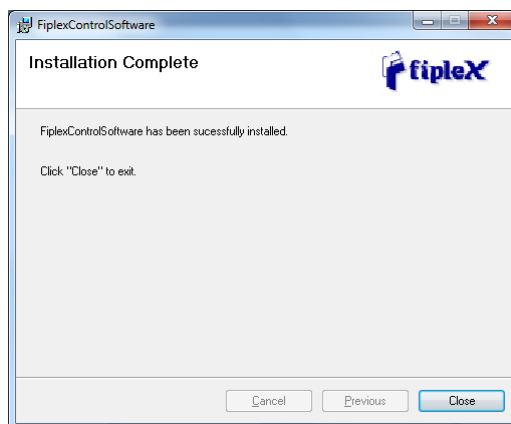 FiplexControlSoftware
Installation Complete
fipleX
FiplexControlSoftware has been sucessfully installed.
Click "Close" to exit.
Cancel
Previous
Close